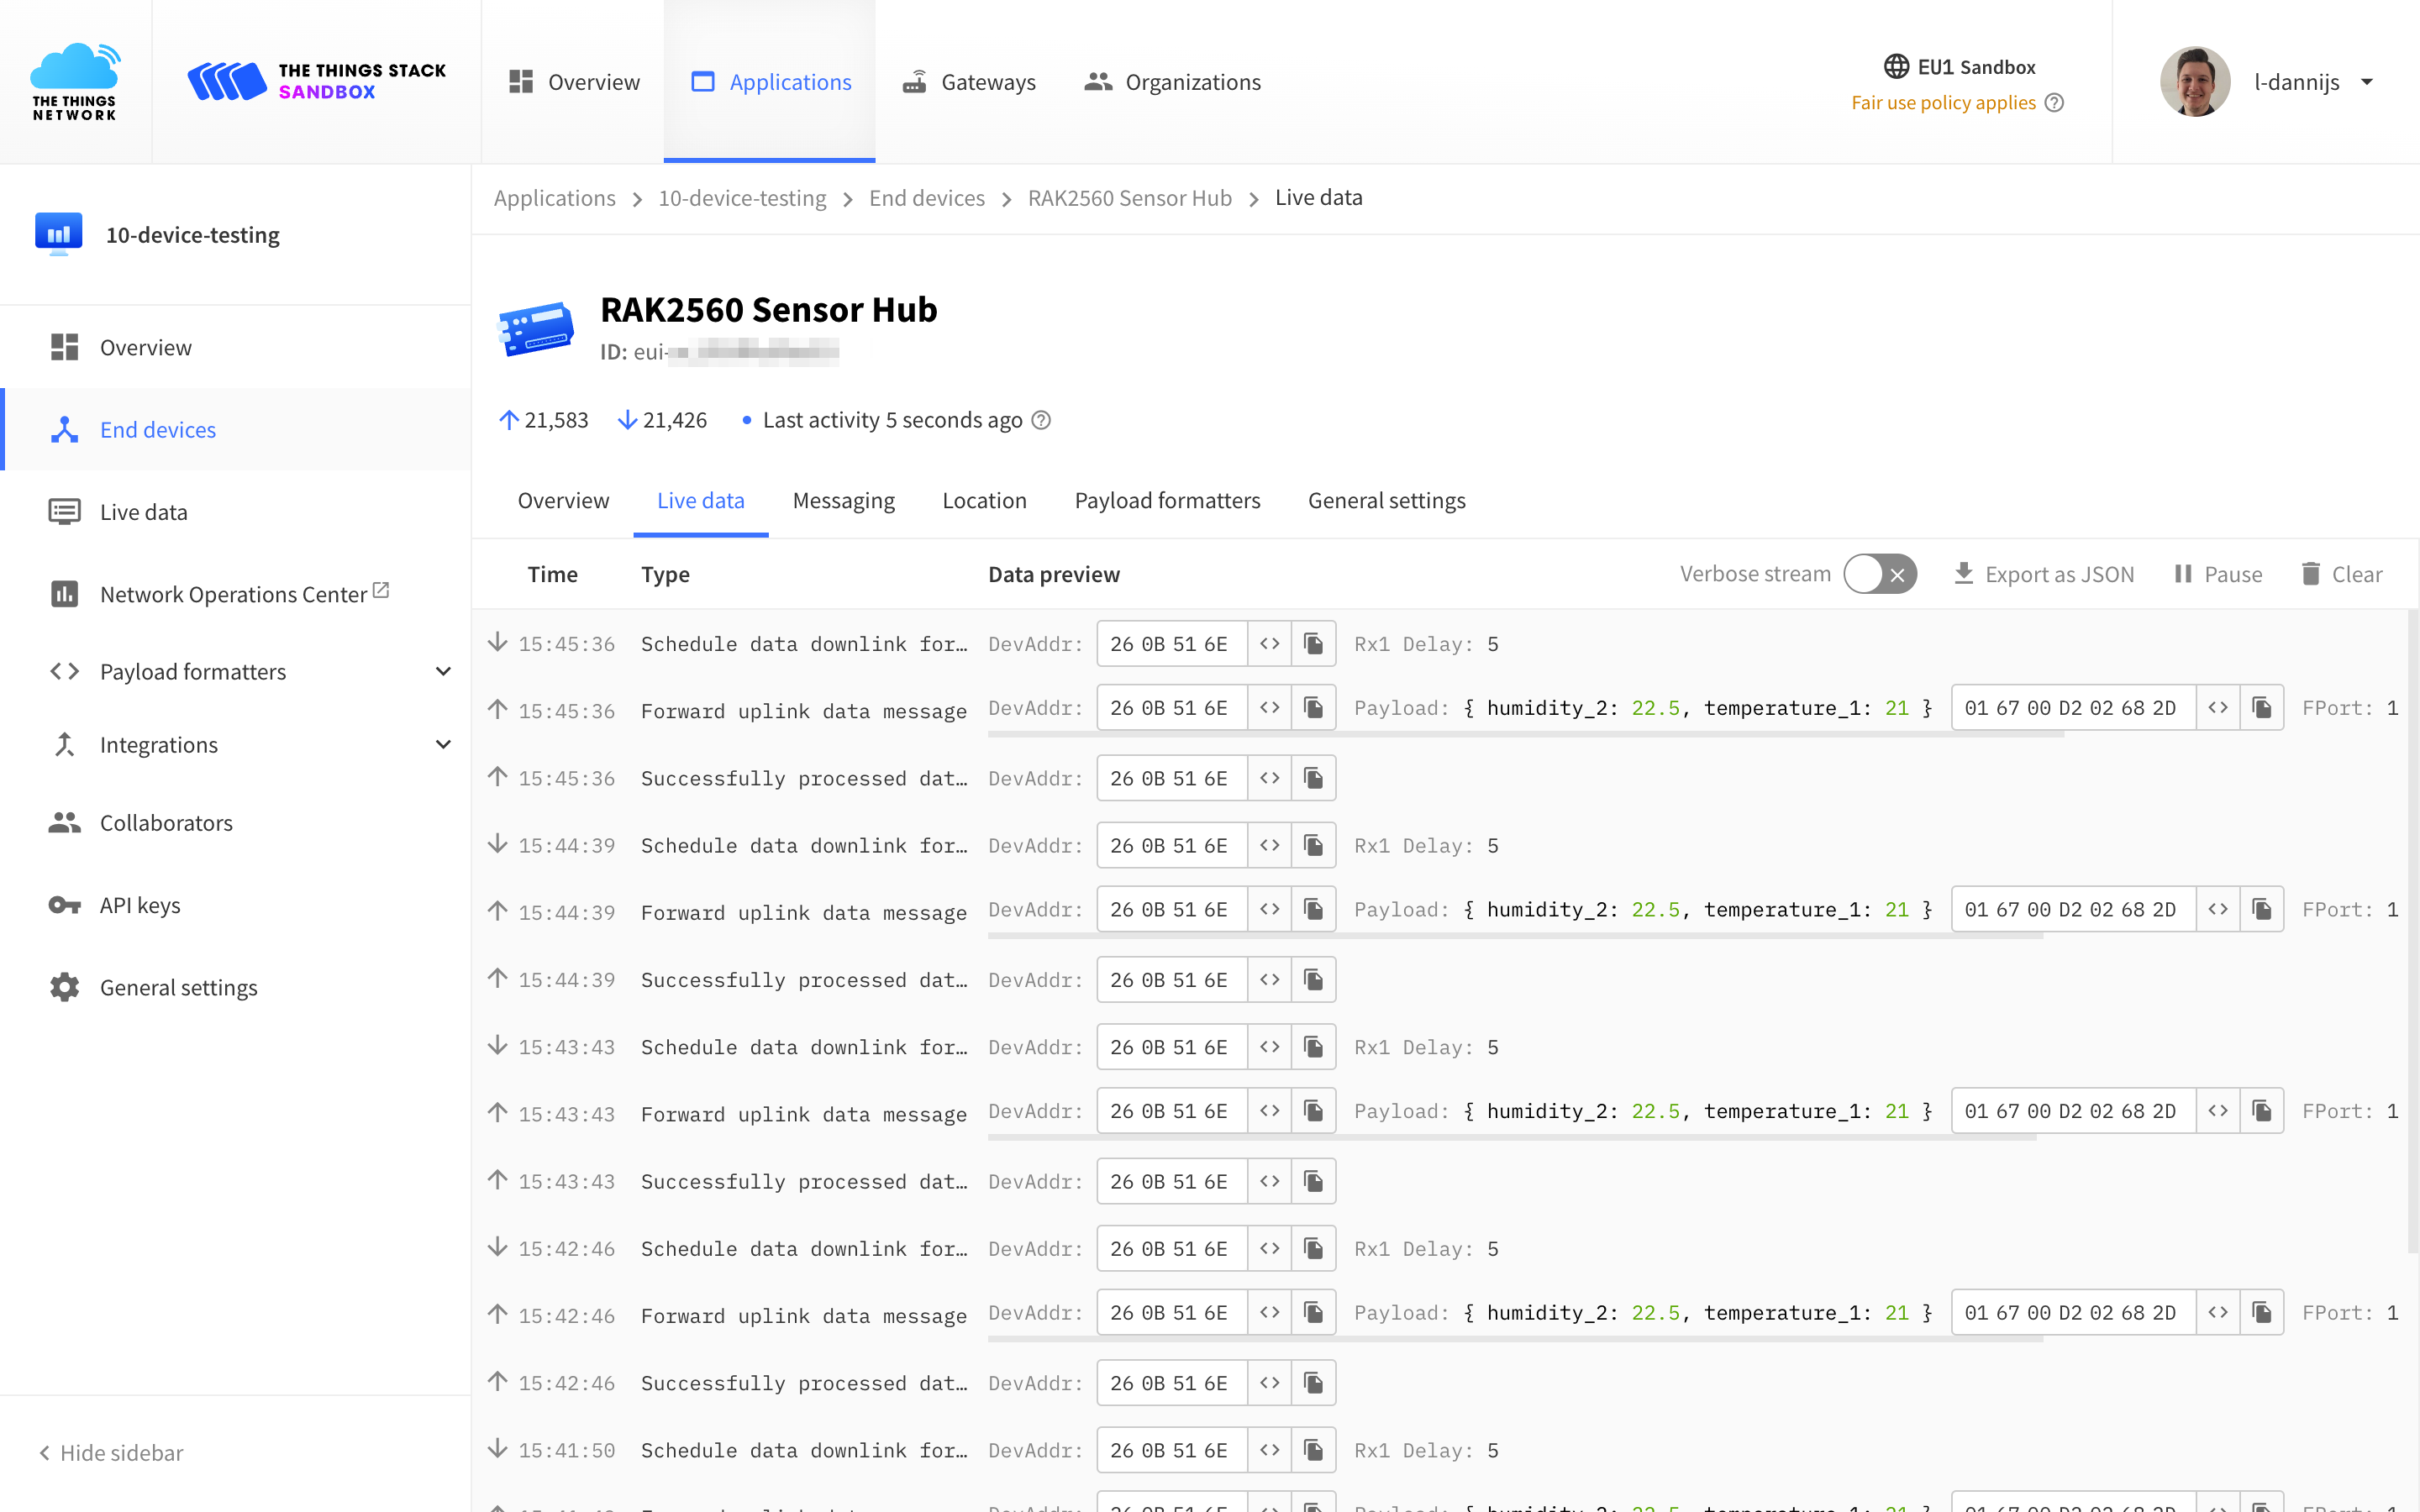 THE THINGS
NETWORK
THE THINGS STACK
SANDBOX
Overview
Applications
Gateways
Organizations
EU1 Sandbox
Fair use policy applies
l-dannijs
10-device-testing
Overview
End devices
Live data
Network Operations Center
Payload formatters
Integrations
Collaborators
API keys
General settings
Hide sidebar
Applications > 10-device-testing > End devices > RAK2560 Sensor Hub > Live data
RAK2560 Sensor Hub
ID: eui-
21,583 21,426 • Last activity 5 seconds ago
Overview Live data Messaging Location Payload formatters General settings
Time Type Data preview Verbose stream Export as JSON Pause Clear
15:45:36 Schedule data downlink for… DevAddr: 26 0B 51 6E <> Rx1 Delay: 5
15:45:36 Forward uplink data message DevAddr: 26 0B 51 6E <> Payload: { humidity_2: 22.5, temperature_1: 21 } 01 67 00 D2 02 68 2D <> FPort: 1
15:45:36 Successfully processed dat… DevAddr: 26 0B 51 6E <>
15:44:39 Schedule data downlink for… DevAddr: 26 0B 51 6E <> Rx1 Delay: 5
15:44:39 Forward uplink data message DevAddr: 26 0B 51 6E <> Payload: { humidity_2: 22.5, temperature_1: 21 } 01 67 00 D2 02 68 2D <> FPort: 1
15:44:39 Successfully processed dat… DevAddr: 26 0B 51 6E <>
15:43:43 Schedule data downlink for… DevAddr: 26 0B 51 6E <> Rx1 Delay: 5
15:43:43 Forward uplink data message DevAddr: 26 0B 51 6E <> Payload: { humidity_2: 22.5, temperature_1: 21 } 01 67 00 D2 02 68 2D <> FPort: 1
15:43:43 Successfully processed dat… DevAddr: 26 0B 51 6E <>
15:42:46 Schedule data downlink for… DevAddr: 26 0B 51 6E <> Rx1 Delay: 5
15:42:46 Forward uplink data message DevAddr: 26 0B 51 6E <> Payload: { humidity_2: 22.5, temperature_1: 21 } 01 67 00 D2 02 68 2D <> FPort: 1
15:42:46 Successfully processed dat… DevAddr: 26 0B 51 6E <>
15:41:50 Schedule data downlink for… DevAddr: 26 0B 51 6E <> Rx1 Delay: 5